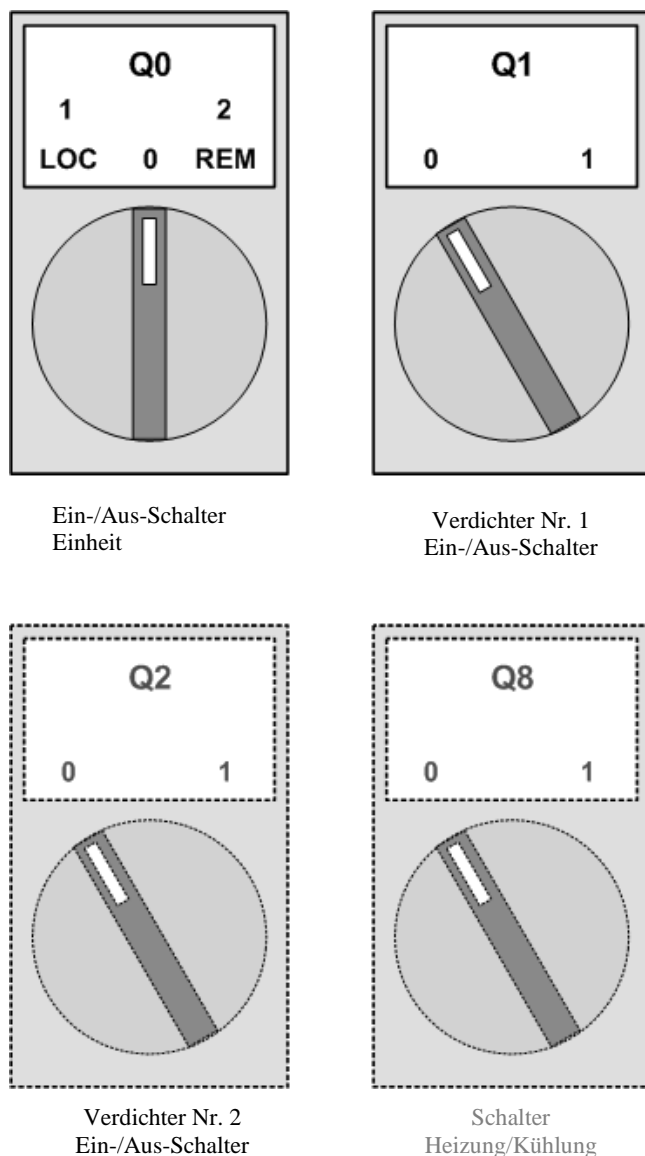 Q0
1 2
LOC 0 REM
Ein-/Aus-Schalter
Einheit
Q1
0 1
Verdichter Nr. 1
Ein-/Aus-Schalter
Q2
0 1
Verdichter Nr. 2
Ein-/Aus-Schalter
Q8
0 1
Schalter
Heizung/Kühlung